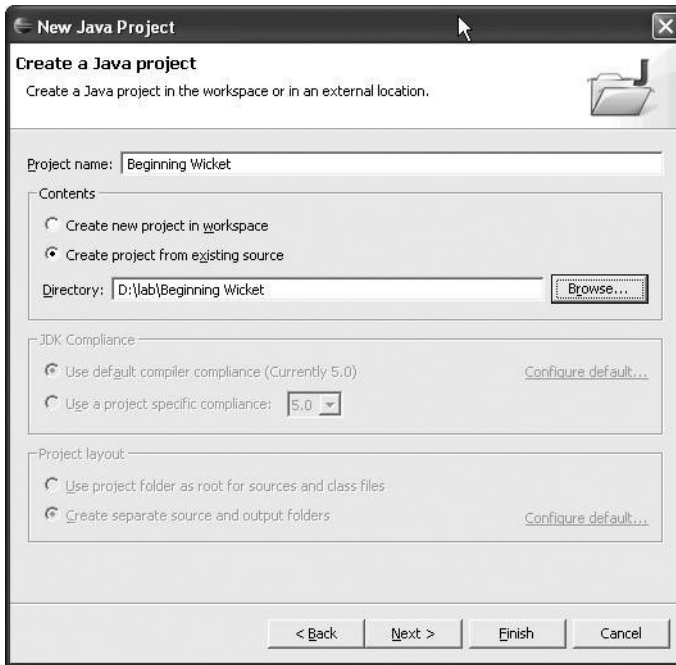 New Java Project
Create a Java project
Create a Java project in the workspace or in an external location.
Project name: Beginning Wicket
Contents
Create new project in workspace
Create project from existing source
Directory: D:\lab\Beginning Wicket Browse...
JDK Compliance
Use default compiler compliance (Currently 5.0) Configure default...
Use a project specific compliance: 5.0
Project layout
Use project folder as root for sources and class files
Create separate source and output folders Configure default...
< Back Next > Finish Cancel